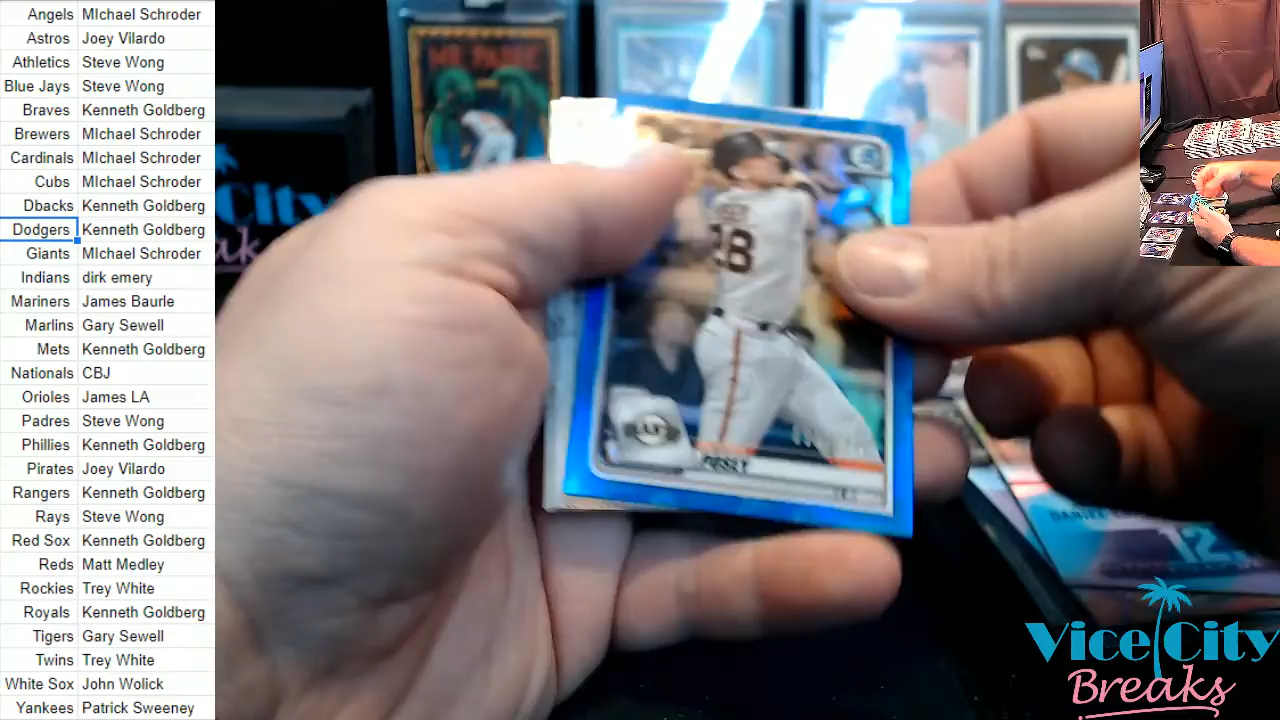 Angels MIchael Schroder
Astros Joey Vilardo
Athletics Steve Wong
Blue Jays Steve Wong
Braves Kenneth Goldberg
Brewers MIchael Schroder
Cardinals MIchael Schroder
Cubs MIchael Schroder
Dbacks Kenneth Goldberg
Dodgers Kenneth Goldberg
Giants MIchael Schroder
Indians dirk emery
Mariners James Baurle
Marlins Gary Sewell
Mets Kenneth Goldberg
Nationals CBJ
Orioles James LA
Padres Steve Wong
Phillies Kenneth Goldberg
Pirates Joey Vilardo
Rangers Kenneth Goldberg
Rays Steve Wong
Red Sox Kenneth Goldberg
Reds Matt Medley
Rockies Trey White
Royals Kenneth Goldberg
Tigers Gary Sewell
Twins Trey White
White Sox John Wolick
Yankees Patrick Sweeney
28
POSEY
12
Vice City
Breaks